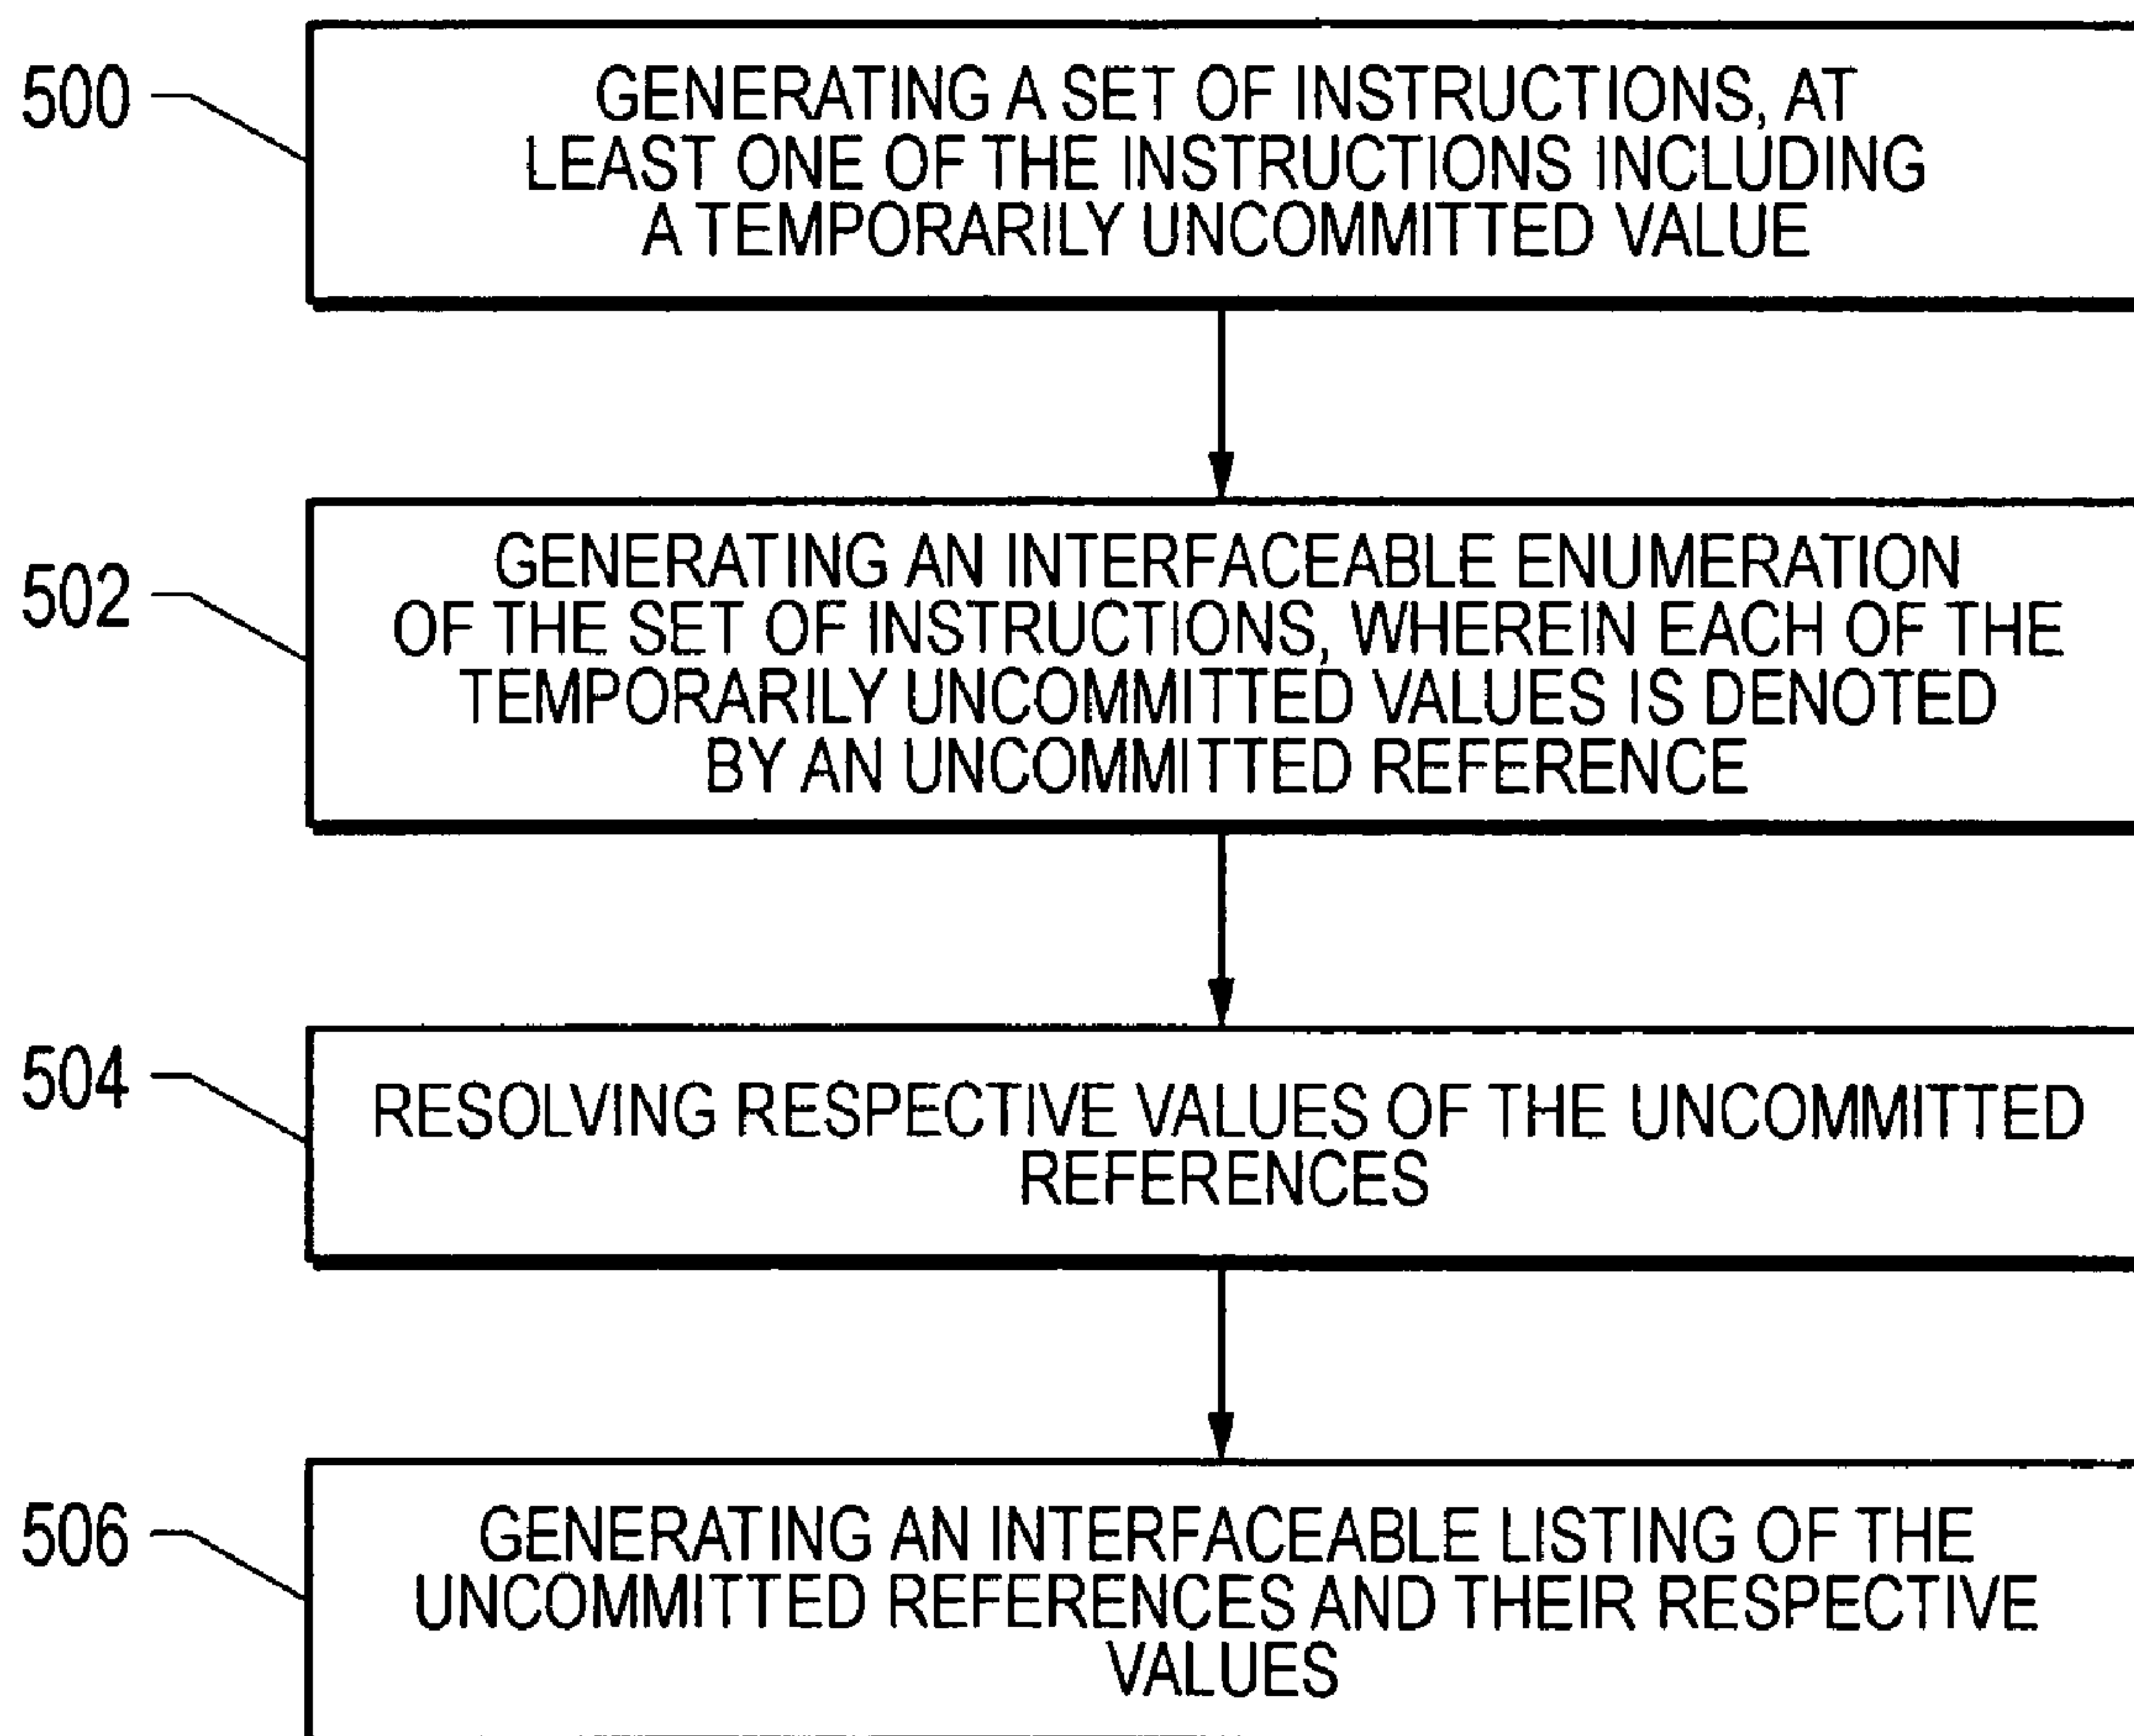 500
GENERATING A SET OF INSTRUCTIONS, AT
LEAST ONE OF THE INSTRUCTIONS INCLUDING
A TEMPORARILY UNCOMMITTED VALUE
502
GENERATING AN INTERFACEABLE ENUMERATION
OF THE SET OF INSTRUCTIONS, WHEREIN EACH OF THE
TEMPORARILY UNCOMMITTED VALUES IS DENOTED
BY AN UNCOMMITTED REFERENCE
504
RESOLVING RESPECTIVE VALUES OF THE UNCOMMITTED
REFERENCES
506
GENERATING AN INTERFACEABLE LISTING OF THE
UNCOMMITTED REFERENCES AND THEIR RESPECTIVE
VALUES